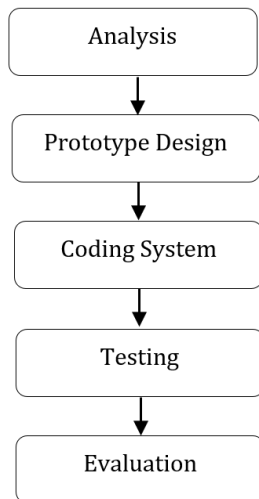 Analysis
Prototype Design
Coding System
Testing
Evaluation